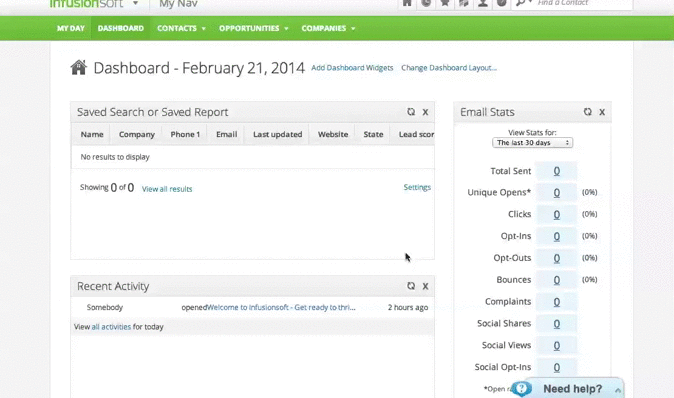 Infusionsoft My Nav Find a Contact
MY DAY DASHBOARD CONTACTS OPPORTUNITIES COMPANIES
Dashboard - February 21, 2014 Add Dashboard Widgets Change Dashboard Layout...
Saved Search or Saved Report X
Name Company Phone 1 Email Last updated Website State Lead scor
No results to display
Showing 0 of 0 View all results Settings
Recent Activity X
Somebody openedWelcome to Infusionsoft - Get ready to thri... 2 hours ago
View all activities for today
Email Stats X
View Stats for:
The last 30 days
Total Sent 0
Unique Opens* 0 (0%)
Clicks 0 (0%)
Opt-Ins 0 (0%)
Opt-Outs 0 (0%)
Bounces 0 (0%)
Complaints 0
Social Shares 0
Social Views 0
Social Opt-Ins 0
*Open ra
Need help?